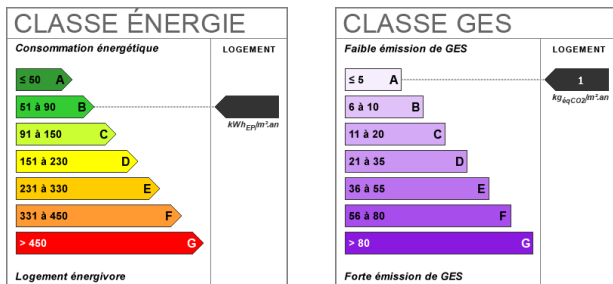 CLASSE ÉNERGIE
Consommation énergétique
LOGEMENT
≤ 50 A
51 à 90 B
kWhEP/m².an
91 à 150 C
151 à 230 D
231 à 330 E
331 à 450 F
> 450 G
Logement énergivore
CLASSE GES
Faible émission de GES
LOGEMENT
≤ 5 A
1
kgéqCO2/m².an
6 à 10 B
11 à 20 C
21 à 35 D
36 à 55 E
56 à 80 F
> 80 G
Forte émission de GES